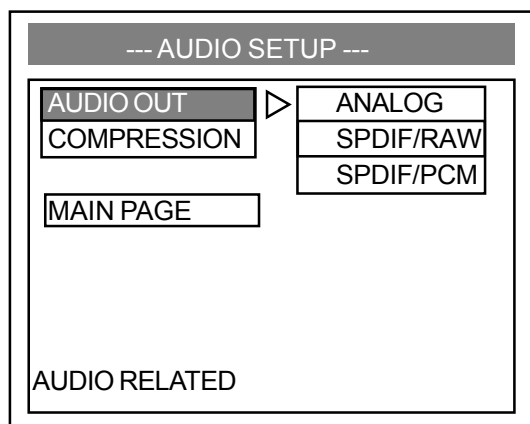 --- AUDIO SETUP ---
AUDIO OUT
ANALOG
COMPRESSION
SPDIF/RAW
SPDIF/PCM
MAIN PAGE
AUDIO RELATED